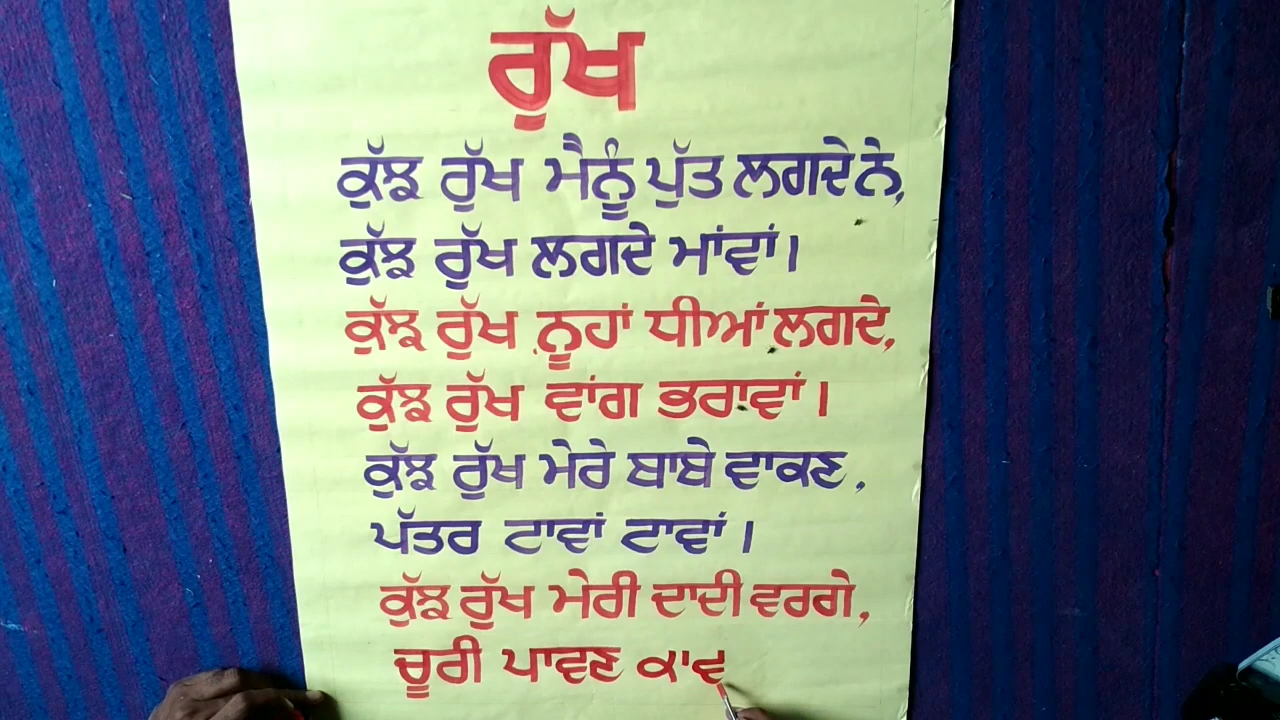 ਰੁੱਖ
ਕੁੱਝ ਰੁੱਖ ਮੈਨੂੰ ਪੁੱਤ ਲਗਦੇ ਨੇ,
ਕੁੱਝ ਰੁੱਖ ਲਗਦੇ ਮਾਂਵਾਂ।
ਕੁੱਝ ਰੁੱਖ ਨੂਹਾਂ ਧੀਆਂ ਲਗਦੇ,
ਕੁੱਝ ਰੁੱਖ ਵਾਂਗ ਭਰਾਵਾਂ।
ਕੁੱਝ ਰੁੱਖ ਮੇਰੇ ਬਾਬੇ ਵਾਕਣ,
ਪੱਤਰ ਟਾਵਾਂ ਟਾਵਾਂ।
ਕੁੱਝ ਰੁੱਖ ਮੇਰੀ ਦਾਦੀ ਵਰਗੇ,
ਚੂਰੀ ਪਾਵਣ ਕਾਵ